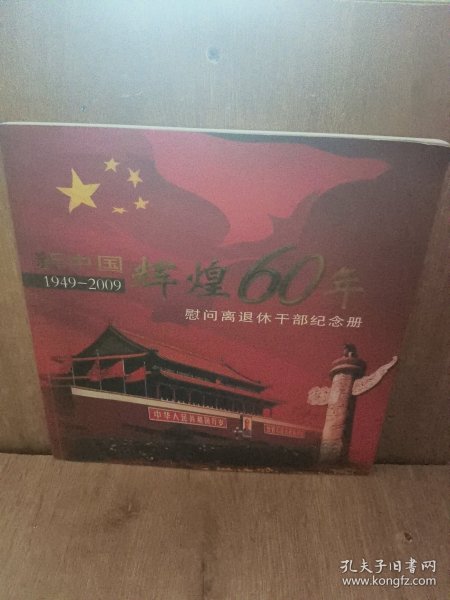 新中国
1949-2009
辉煌60年
慰问离退休干部纪念册
中华人民共和国万岁
孔夫子旧书网
www.kongfz.com